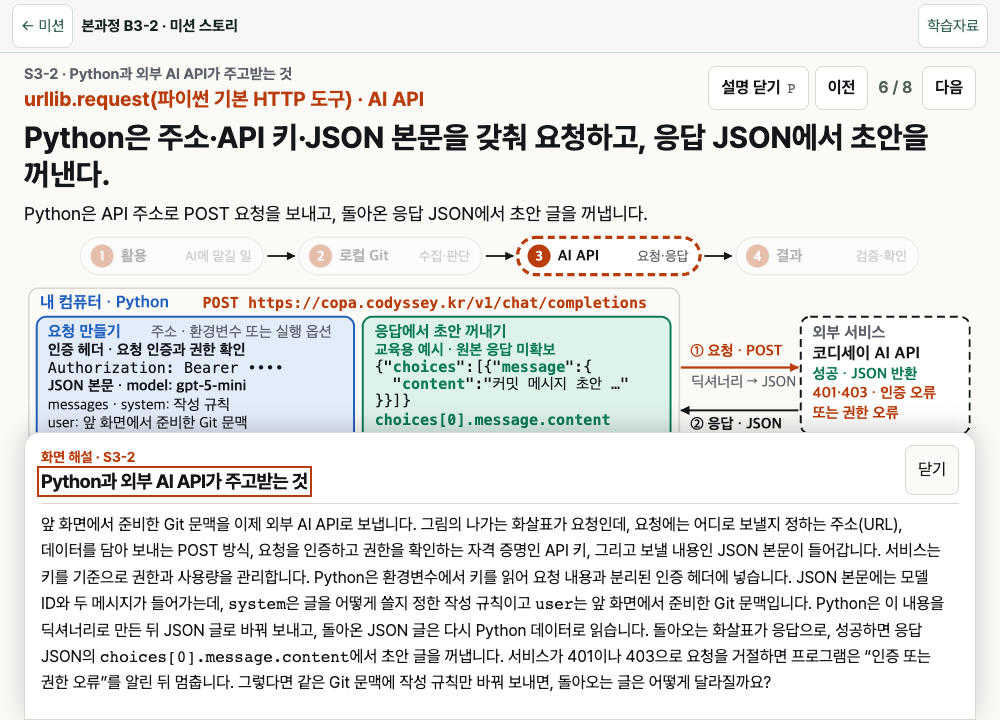 ← 미션
본과정 B3-2 · 미션 스토리
학습자료
S3-2 · Python과 외부 AI API가 주고받는 것
urllib.request(파이썬 기본 HTTP 도구) · AI API
설명 닫기 P
이전
6 / 8
다음
Python은 주소·API 키·JSON 본문을 갖춰 요청하고, 응답 JSON에서 초안을
꺼낸다.
Python은 API 주소로 POST 요청을 보내고, 돌아온 응답 JSON에서 초안 글을 꺼냅니다.
1 활용 AI에 맡길 일
2 로컬 Git 수집·판단
3 AI API 요청·응답
4 결과 검증·확인
내 컴퓨터 · Python POST https://copa.codyssey.kr/v1/chat/completions
요청 만들기 주소 · 환경변수 또는 실행 옵션
인증 헤더 · 요청 인증과 권한 확인
Authorization: Bearer ••••
JSON 본문 · model: gpt-5-mini
messages · system: 작성 규칙
user: 앞 화면에서 준비한 Git 문맥
응답에서 초안 꺼내기
교육용 예시 · 원본 응답 미확보
{"choices":[{"message":{
"content":"커밋 메시지 초안 …"
}}]}
choices[0].message.content
① 요청 · POST
딕셔너리 → JSON
② 응답 · JSON
외부 서비스
코디세이 AI API
성공 · JSON 반환
401·403 · 인증 오류
또는 권한 오류
화면 해설 · S3-2
Python과 외부 AI API가 주고받는 것
닫기
앞 화면에서 준비한 Git 문맥을 이제 외부 AI API로 보냅니다. 그림의 나가는 화살표가 요청인데, 요청에는 어디로 보낼지 정하는 주소(URL),
데이터를 담아 보내는 POST 방식, 요청을 인증하고 권한을 확인하는 자격 증명인 API 키, 그리고 보낼 내용인 JSON 본문이 들어갑니다. 서비스는
키를 기준으로 권한과 사용량을 관리합니다. Python은 환경변수에서 키를 읽어 요청 내용과 분리된 인증 헤더에 넣습니다. JSON 본문에는 모델
ID와 두 메시지가 들어가는데, system은 글을 어떻게 쓸지 정한 작성 규칙이고 user는 앞 화면에서 준비한 Git 문맥입니다. Python은 이 내용을
딕셔너리로 만든 뒤 JSON 글로 바꿔 보내고, 돌아온 JSON 글은 다시 Python 데이터로 읽습니다. 돌아오는 화살표가 응답으로, 성공하면 응답
JSON의 choices[0].message.content에서 초안 글을 꺼냅니다. 서비스가 401이나 403으로 요청을 거절하면 프로그램은 “인증 또는
권한 오류”를 알린 뒤 멈춥니다. 그렇다면 같은 Git 문맥에 작성 규칙만 바꿔 보내면, 돌아오는 글은 어떻게 달라질까요?